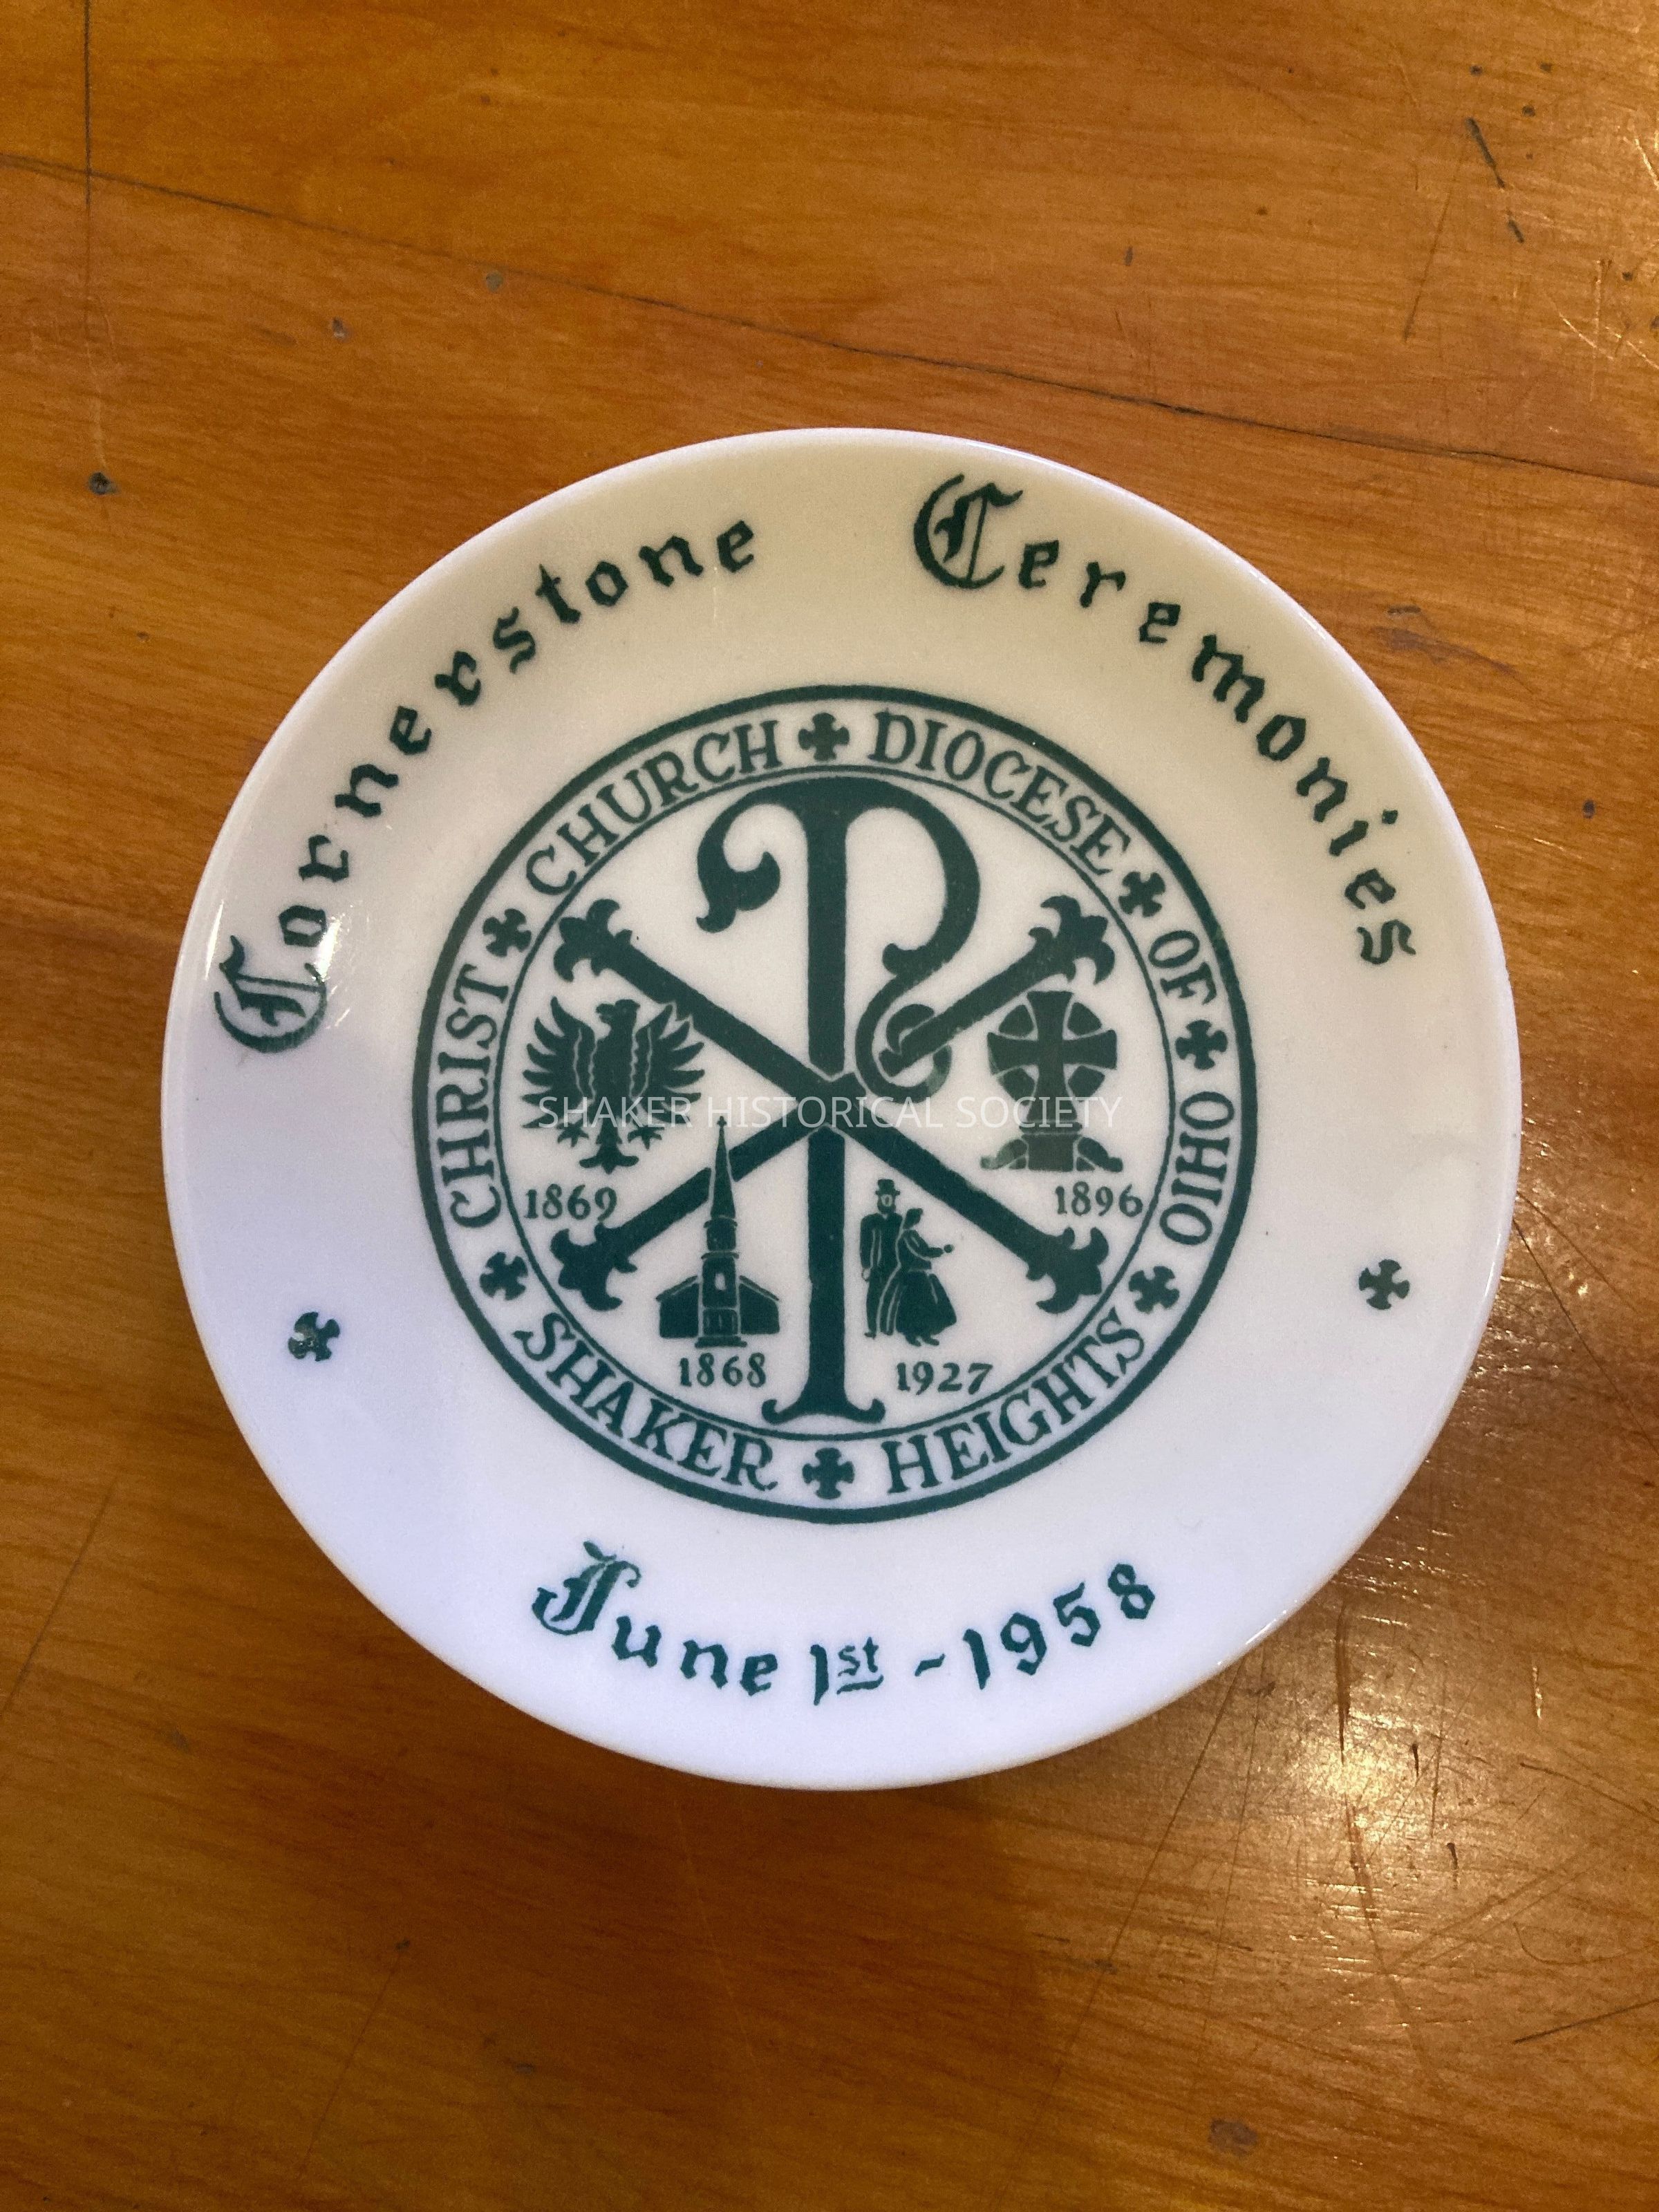 Cornerstone Ceremonies
CHRIST ✠ CHURCH ✠ DIOCESE ✠ OF ✠ OHIO ✠
SHAKER ✠ HEIGHTS ✠
SHAKER HISTORICAL SOCIETY
1869
1896
1868
1927
June 1st - 1958